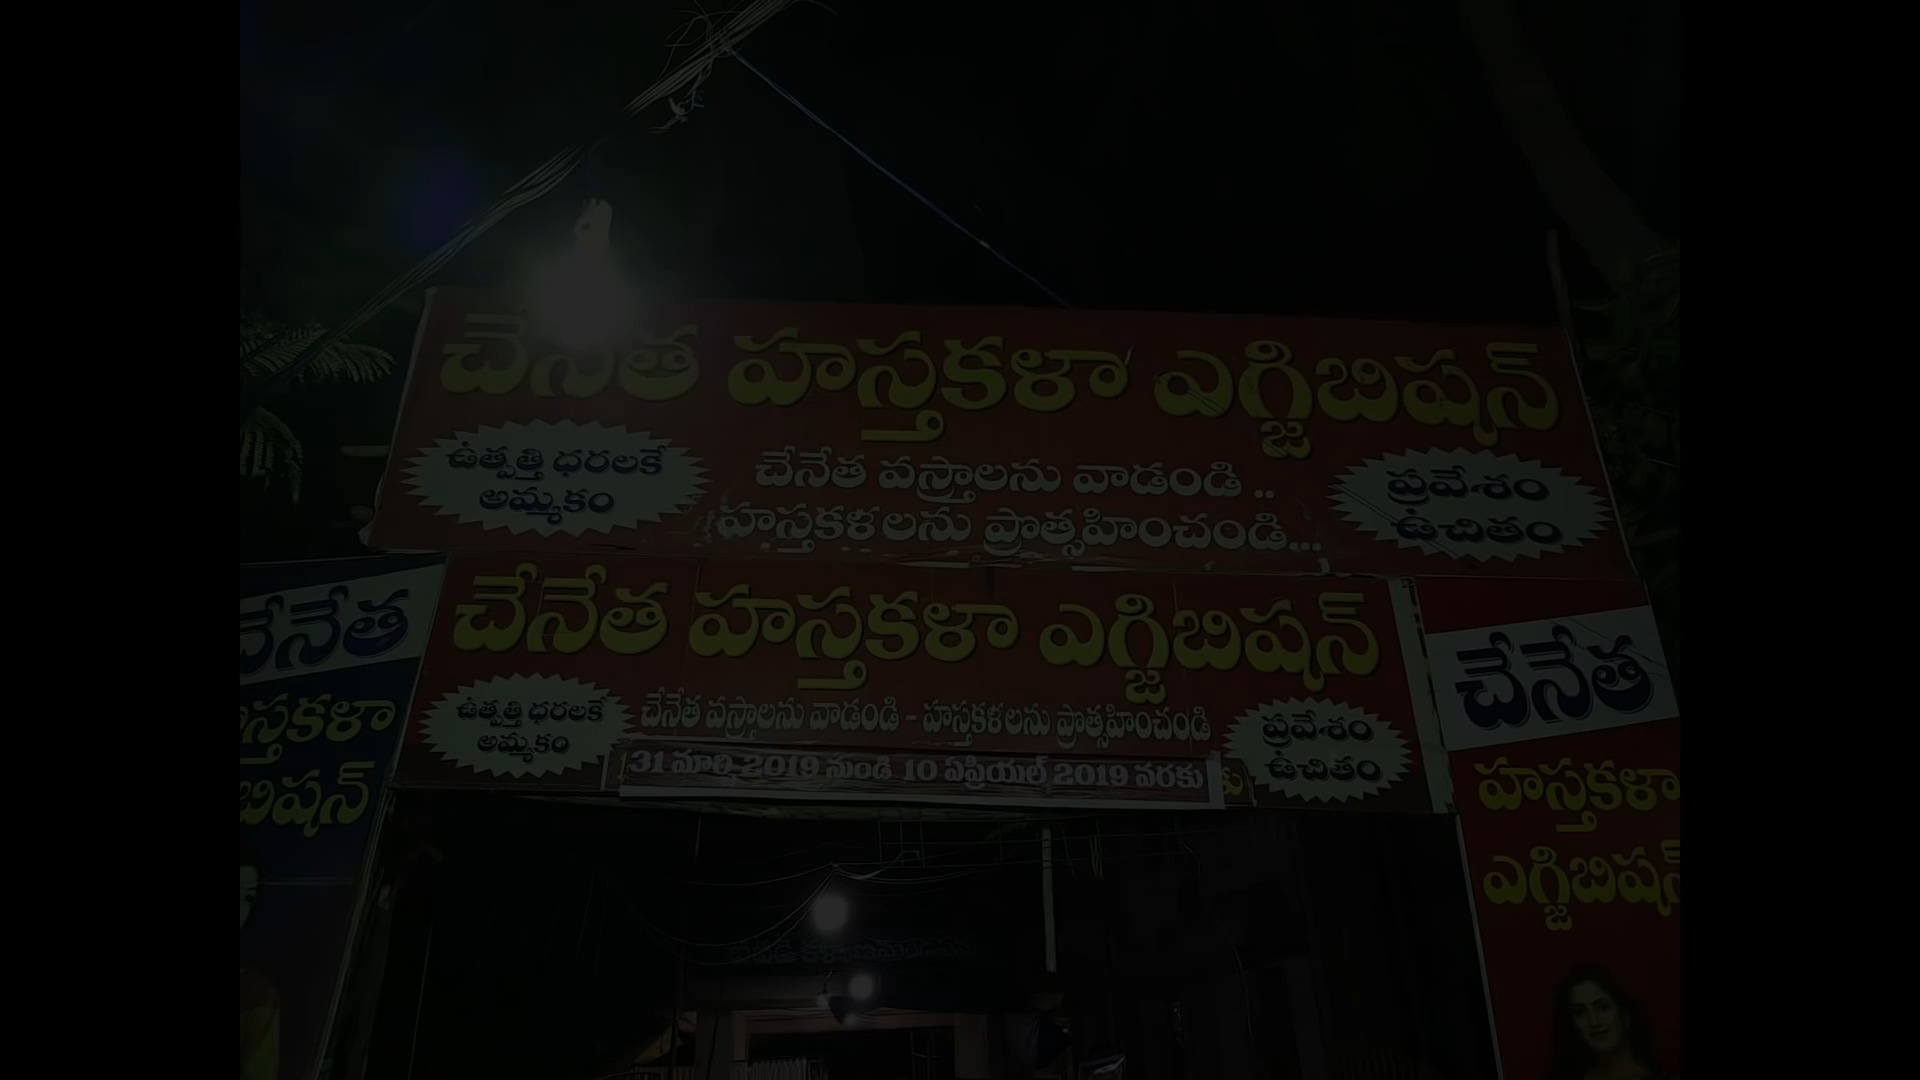 చేనేత హస్తకళా ఎగ్జిబిషన్
ఉత్పత్తి ధరలకే
అమ్మకం
చేనేత వస్త్రాలను వాడండి ..
హస్తకళలను ప్రోత్సహించండి...
ప్రవేశం
ఉచితం
చేనేత హస్తకళా ఎగ్జిబిషన్
ఉత్పత్తి ధరలకే
అమ్మకం
చేనేత వస్త్రాలను వాడండి - హస్తకళలను ప్రోత్సహించండి
31 మార్చి 2019 నుండి 10 ఏప్రియల్ 2019 వరకు
కు
ప్రవేశం
ఉచితం
చేనేత
స్తకళా
బిషన్
చేనేత
హస్తకళా
ఎగ్జిబిషన్